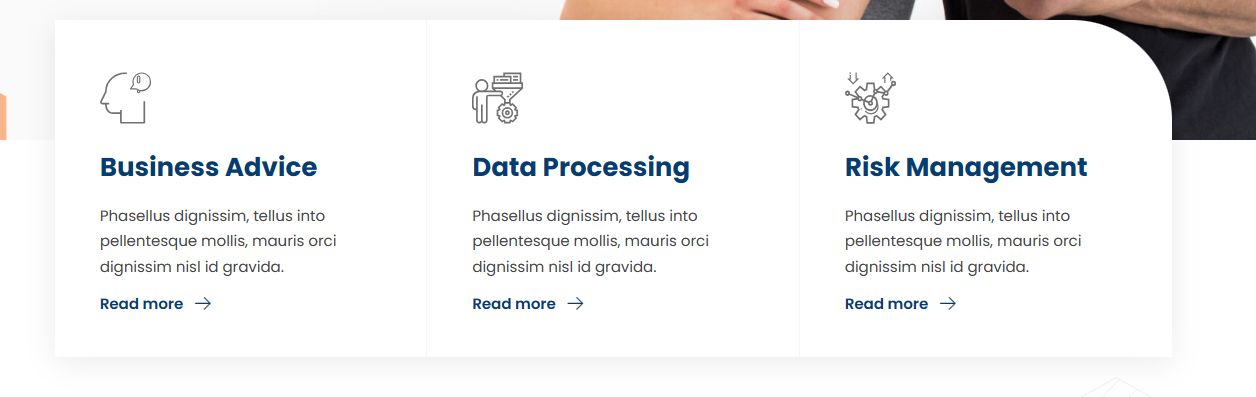 Business Advice
Phasellus dignissim, tellus into
pellentesque mollis, mauris orci
dignissim nisl id gravida.
Read more
Data Processing
Phasellus dignissim, tellus into
pellentesque mollis, mauris orci
dignissim nisl id gravida.
Read more
Risk Management
Phasellus dignissim, tellus into
pellentesque mollis, mauris orci
dignissim nisl id gravida.
Read more